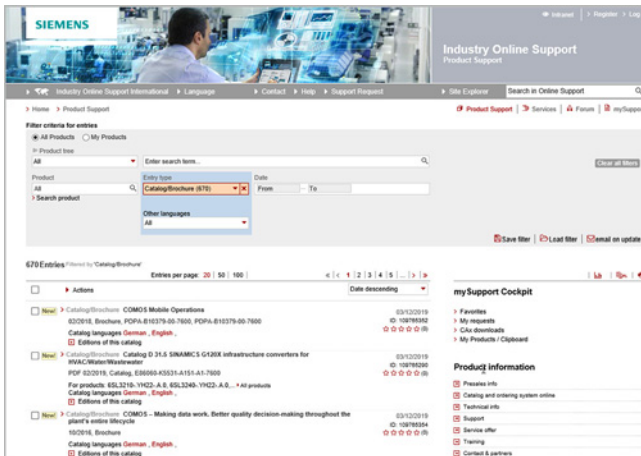 SIEMENS
Intranet > Register > Log
Industry Online Support
Product Support
Industry Online Support International Language Contact Help Support Request Site Explorer Search in Online Support
> Home > Product Support Product Support Services Forum mySuppo
Filter criteria for entries
All Products My Products
Product tree
All Enter search term... Clear all filters
Product Entry type Date
All Catalog/Brochure (670) From - To
> Search product
Other languages
All
Save filter Load filter email on update
670 Entries Filtered by 'Catalog/Brochure'
Entries per page: 20 | 50 | 100 « | < 1 | 2 | 3 | 4 | 5 | ... | > | »
Actions Date descending
mySupport Cockpit
New! > Catalog/Brochure COMOS Mobile Operations 03/12/2019
02/2018, Brochure, PDPA-B10379-00-7600, PDPA-B10379-00-7600 ID: 109765352
Catalog languages German , English , (0)
Editions of this catalog
> Favorites
> My requests
> CAx downloads
> My Products / Clipboard
New! > Catalog/Brochure Catalog D 31.5 SINAMICS G120X infrastructure converters for HVAC/Water/Wastewater 03/12/2019
PDF 02/2019, Catalog, E86060-K5531-A151-A1-7600 ID: 109765290
(0)
For products: 6SL3210-.YH22-.A.0, 6SL3240-.YH22-.A.0,... > All products
Catalog languages German , English ,
Editions of this catalog
New! > Catalog/Brochure COMOS – Making data work. Better quality decision-making throughout the plant's entire lifecycle 03/12/2019
10/2016, Brochure ID: 109765354
(0)
Catalog languages German , English ,
Editions of this catalog
Product information
Presales info
Catalog and ordering system online
Technical info
Support
Service offer
Training
Contact & partners